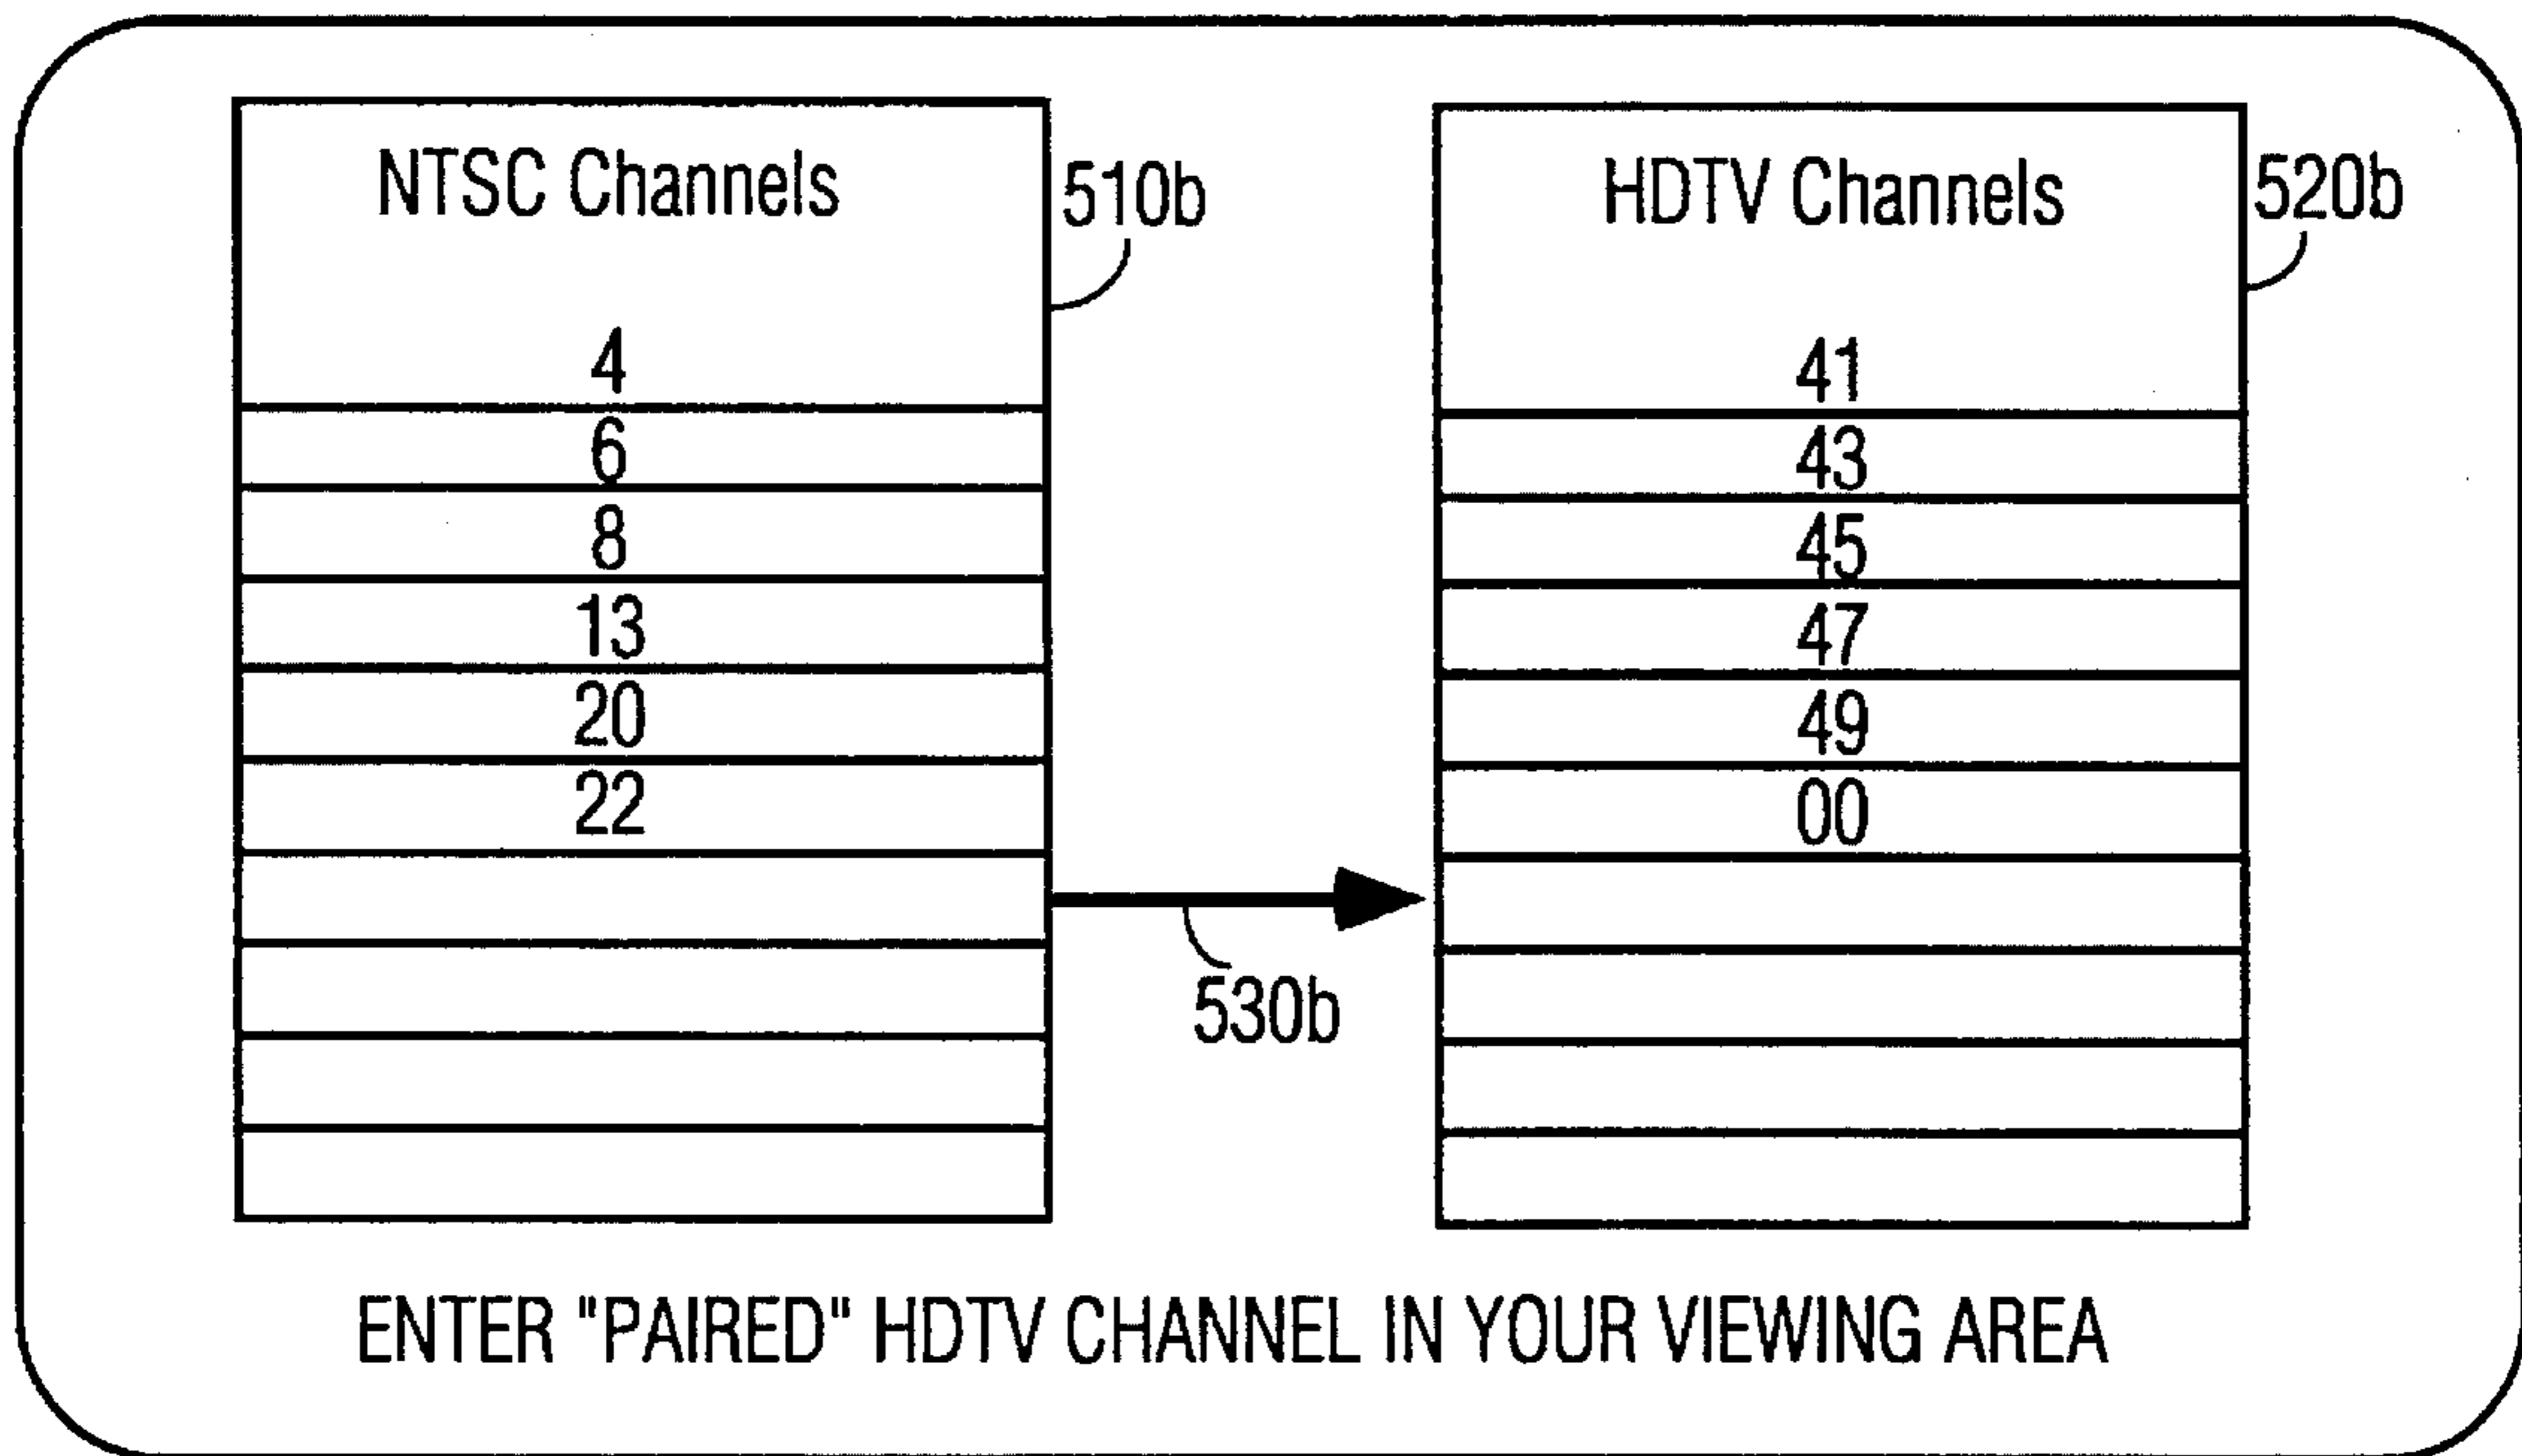 NTSC Channels
510b
HDTV Channels
520b
4
41
6
43
8
45
13
47
20
49
22
00
530b
ENTER "PAIRED" HDTV CHANNEL IN YOUR VIEWING AREA